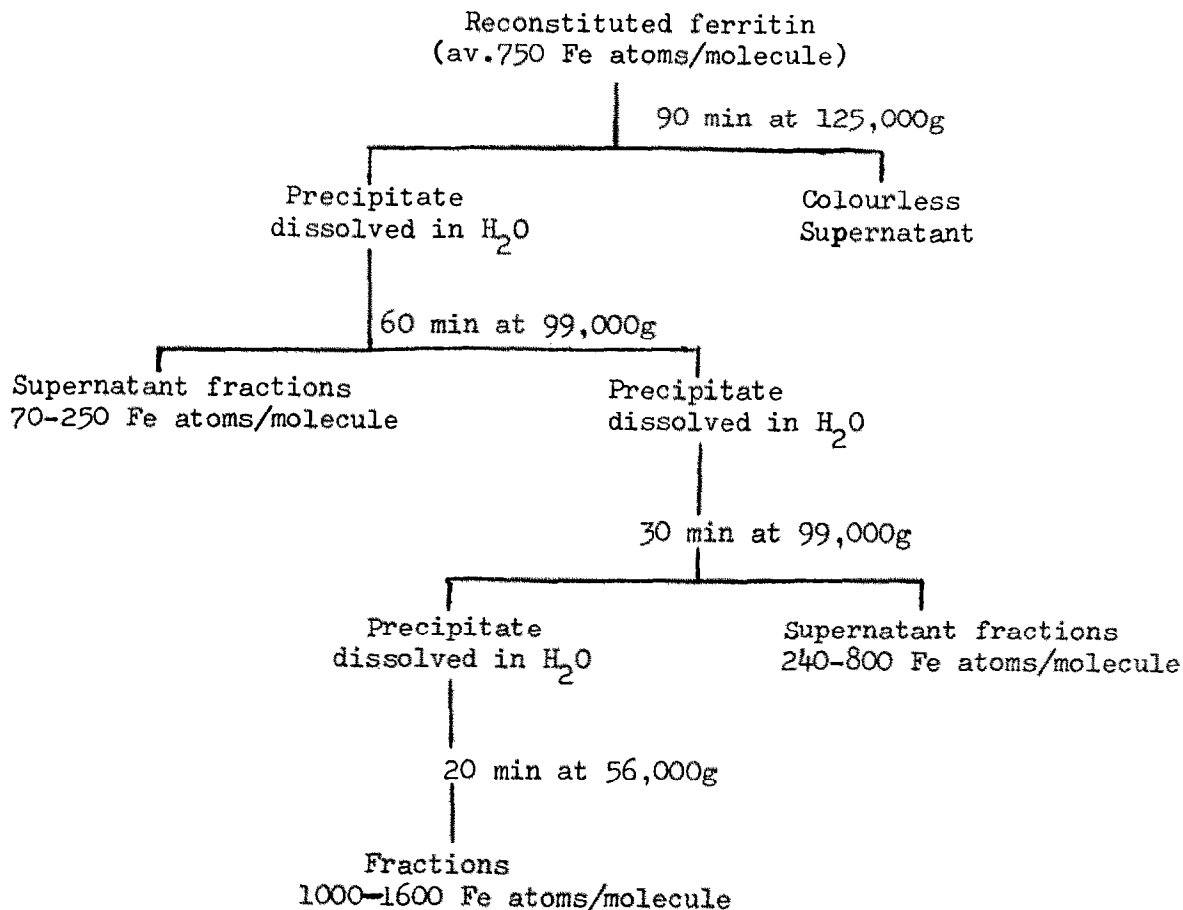 Reconstituted ferritin
(av.750 Fe atoms/molecule)
90 min at 125,000g
Precipitate
dissolved in H₂O
Colourless
Supernatant
60 min at 99,000g
Supernatant fractions
70-250 Fe atoms/molecule
Precipitate
dissolved in H₂O
30 min at 99,000g
Precipitate
dissolved in H₂O
Supernatant fractions
240-800 Fe atoms/molecule
20 min at 56,000g
Fractions
1000-1600 Fe atoms/molecule